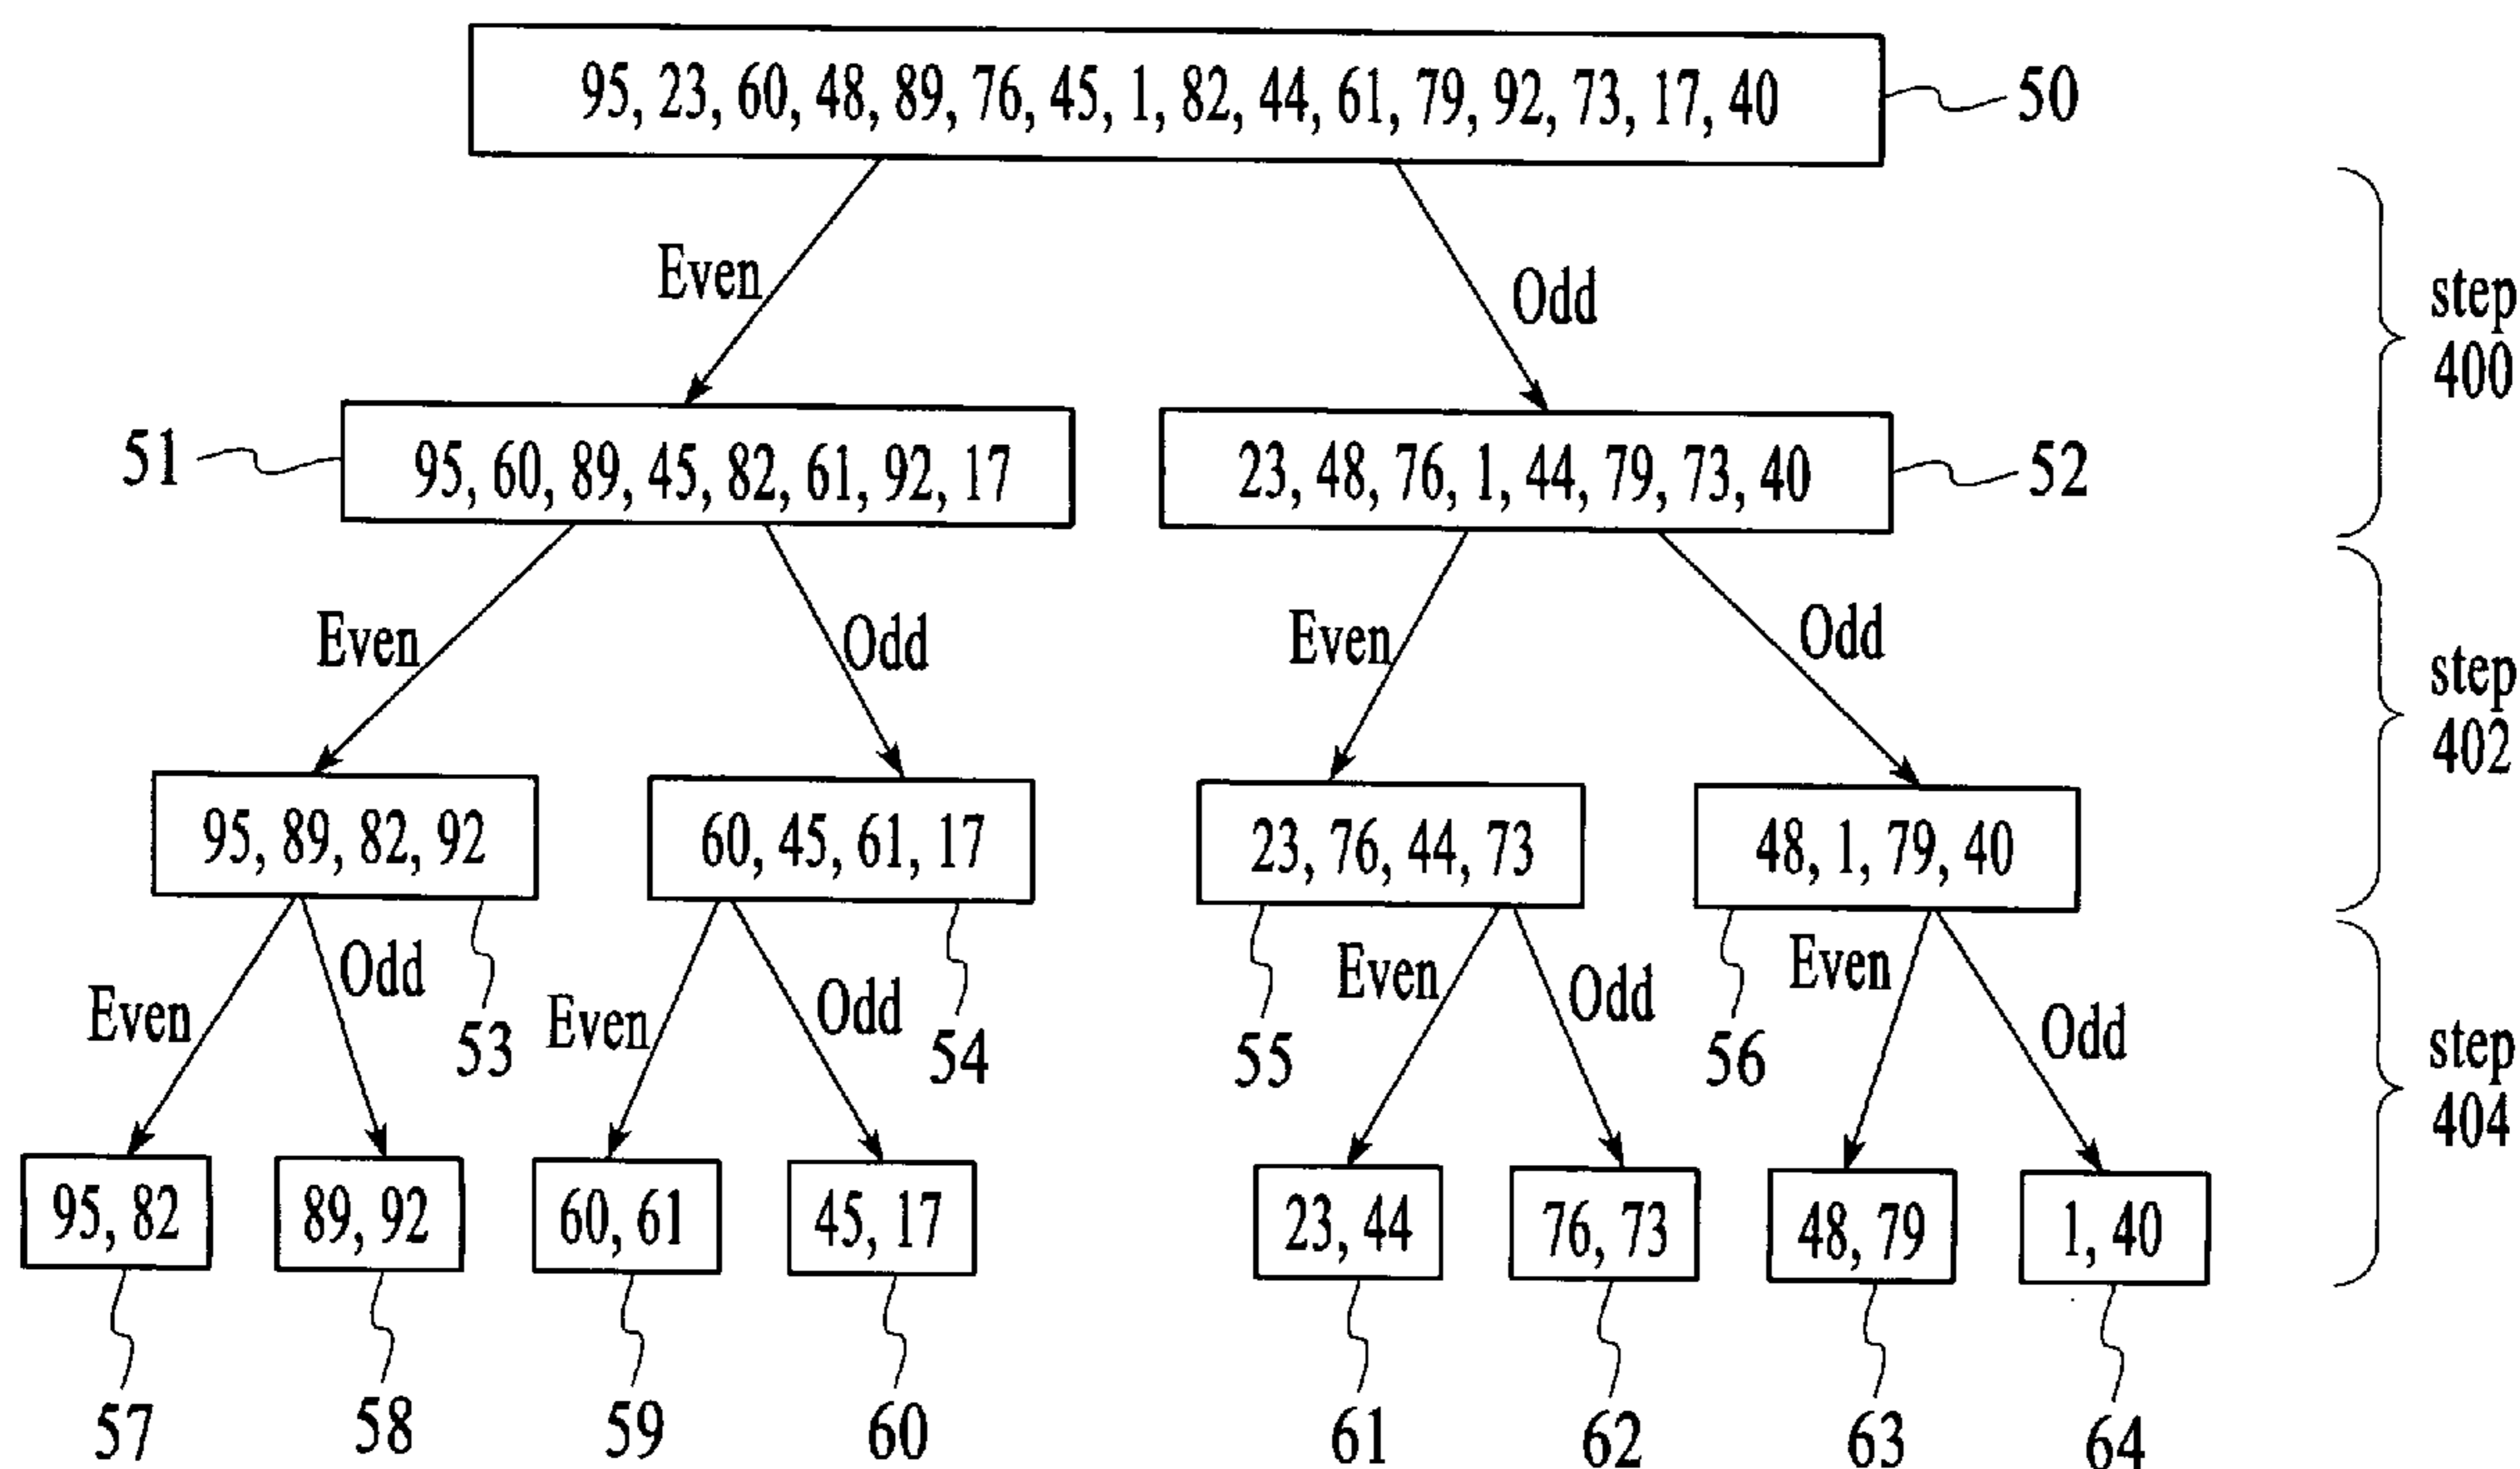 95, 23, 60, 48, 89, 76, 45, 1, 82, 44, 61, 79, 92, 73, 17, 40
50
Even
Odd
step
400
51
95, 60, 89, 45, 82, 61, 92, 17
23, 48, 76, 1, 44, 79, 73, 40
52
Even
Odd
Even
Odd
step
402
95, 89, 82, 92
60, 45, 61, 17
23, 76, 44, 73
48, 1, 79, 40
Even
Odd
53
Even
Odd
54
55
Even
Odd
56
Even
Odd
step
404
95, 82
89, 92
60, 61
45, 17
23, 44
76, 73
48, 79
1, 40
57
58
59
60
61
62
63
64